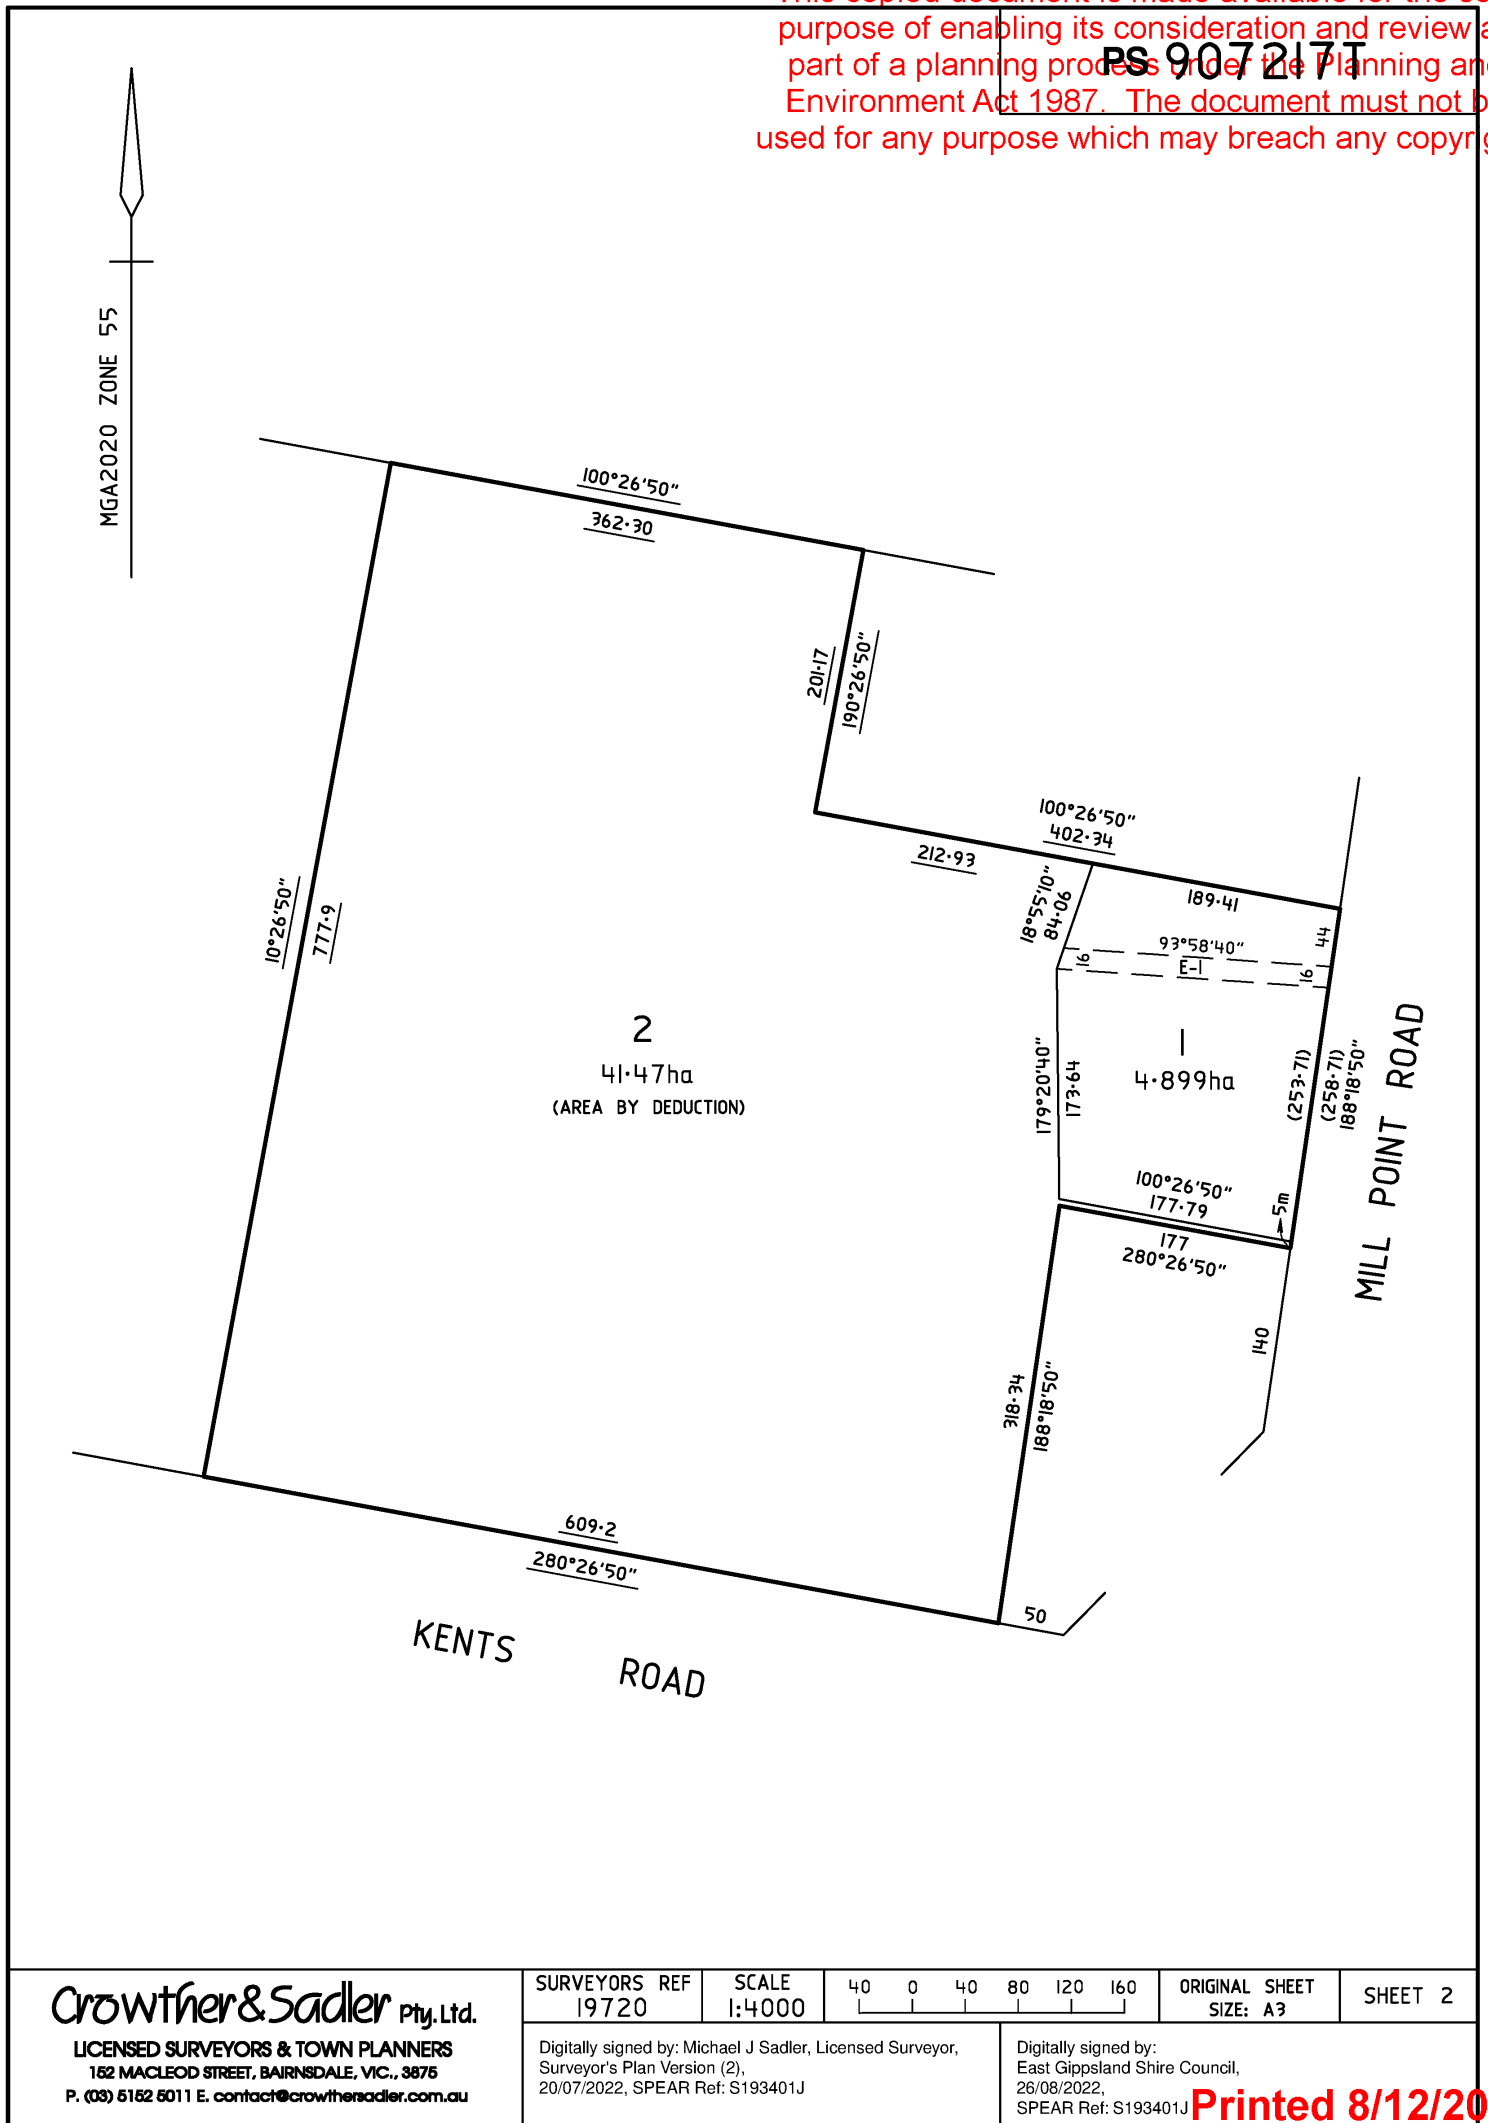 purpose of enabling its consideration and review
part of a planning process under the Planning
Environment Act 1987. The document must not
used for any purpose which may breach any
PS 907217T
MGA2020 ZONE 55
100°26'50"
362·30
201·17
190°26'50"
100°26'50"
402·34
212·93
189·41
18°55'10"
84·06
44
93°58'40"
16
E-1
16
10°26'50"
777·9
2
41·47ha
(AREA BY DEDUCTION)
1
4·899ha
179°20'40"
173·64
(253·71)
(258·71)
188°18'50"
MILL POINT ROAD
100°26'50"
177·79
5m
177
280°26'50"
140
318·34
188°18'50"
609·2
280°26'50"
50
KENTS ROAD
Crowther & Sadler Pty. Ltd.
LICENSED SURVEYORS & TOWN PLANNERS
152 MACLEOD STREET, BAIRNSDALE, VIC., 3875
P. (03) 5152 5011 E. contact@crowthersadler.com.au
SURVEYORS REF
19720
SCALE
1:4000
40 0 40 80 120 160
ORIGINAL SHEET
SIZE: A3
SHEET 2
Digitally signed by: Michael J Sadler, Licensed Surveyor,
Surveyor's Plan Version (2),
20/07/2022, SPEAR Ref: S193401J
Digitally signed by:
East Gippsland Shire Council,
26/08/2022,
SPEAR Ref: S193401J
Printed 8/12/20